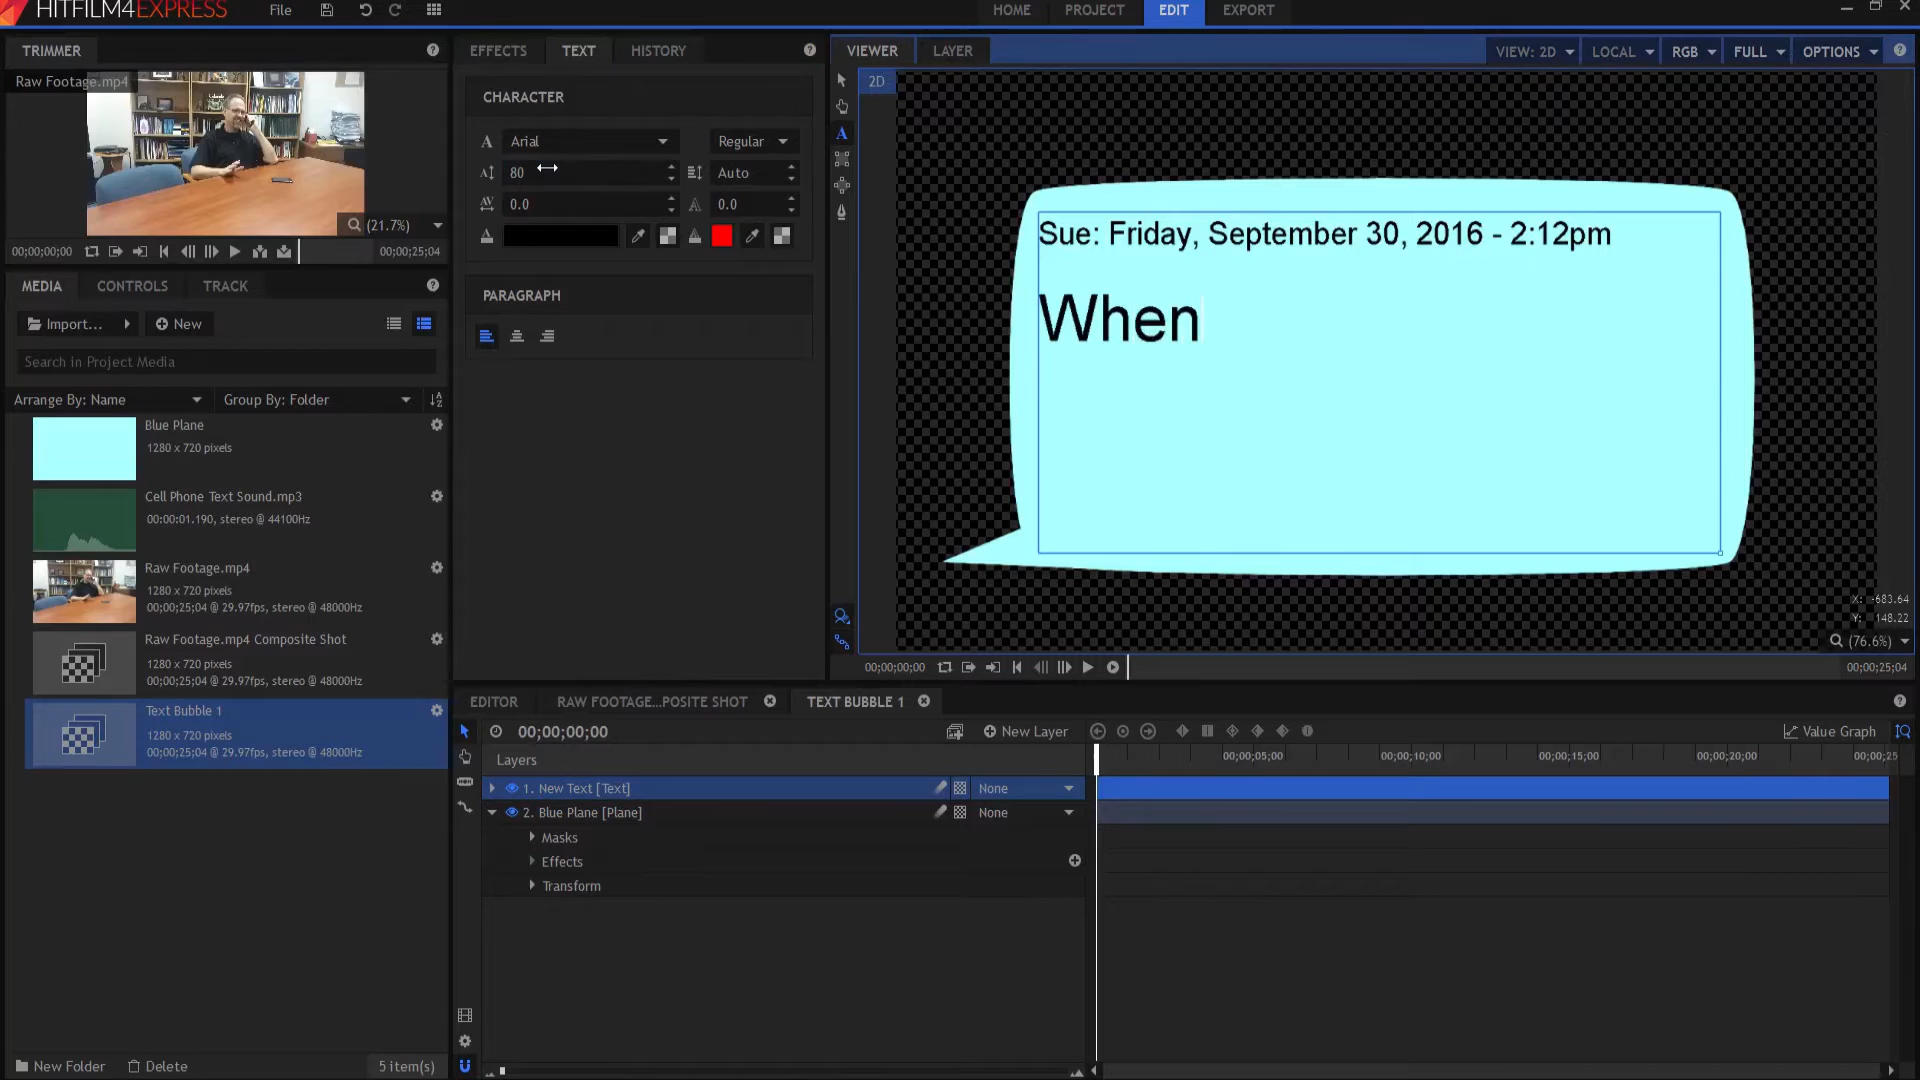 HITFILM4EXPRESS
File
HOME
PROJECT
EDIT
EXPORT
TRIMMER
Raw Footage.mp4
(21.7%)
00;00;00;00
00;00;25;04
MEDIA
CONTROLS
TRACK
Import...
New
Search in Project Media
Arrange By: Name
Group By: Folder
Blue Plane
1280 x 720 pixels
Cell Phone Text Sound.mp3
00:00:01.190, stereo @ 44100Hz
Raw Footage.mp4
1280 x 720 pixels
00;00;25;04 @ 29.97fps, stereo @ 48000Hz
Raw Footage.mp4 Composite Shot
1280 x 720 pixels
00;00;25;04 @ 29.97fps, stereo @ 48000Hz
Text Bubble 1
1280 x 720 pixels
00;00;25;04 @ 29.97fps, stereo @ 48000Hz
New Folder
Delete
5 item(s)
EFFECTS
TEXT
HISTORY
CHARACTER
Arial
Regular
80
Auto
0.0
0.0
PARAGRAPH
VIEWER
LAYER
VIEW: 2D
LOCAL
RGB
FULL
OPTIONS
2D
Sue: Friday, September 30, 2016 - 2:12pm
When
X: -683.64
Y: 148.22
(76.6%)
00;00;00;00
00;00;25;04
EDITOR
RAW FOOTAGE...POSITE SHOT
TEXT BUBBLE 1
00;00;00;00
New Layer
Value Graph
Layers
00;00;05;00
00;00;10;00
00;00;15;00
00;00;20;00
00;00;25
1. New Text [Text]
None
2. Blue Plane [Plane]
None
Masks
Effects
Transform